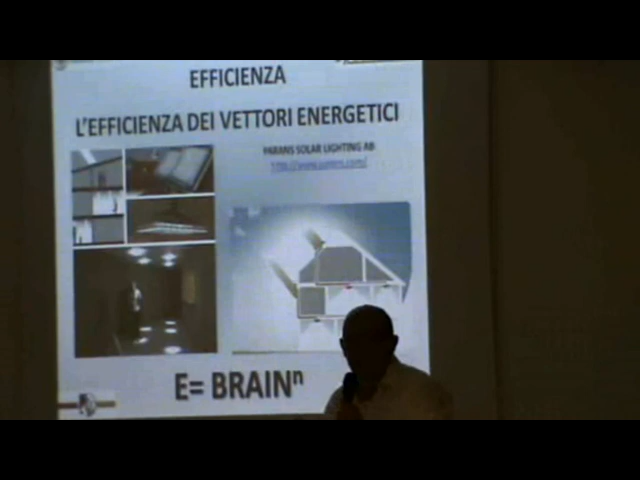 EFFICIENZA
L'EFFICIENZA DEI VETTORI ENERGETICI
PARANS SOLAR LIGHTING AB
E= BRAINⁿ